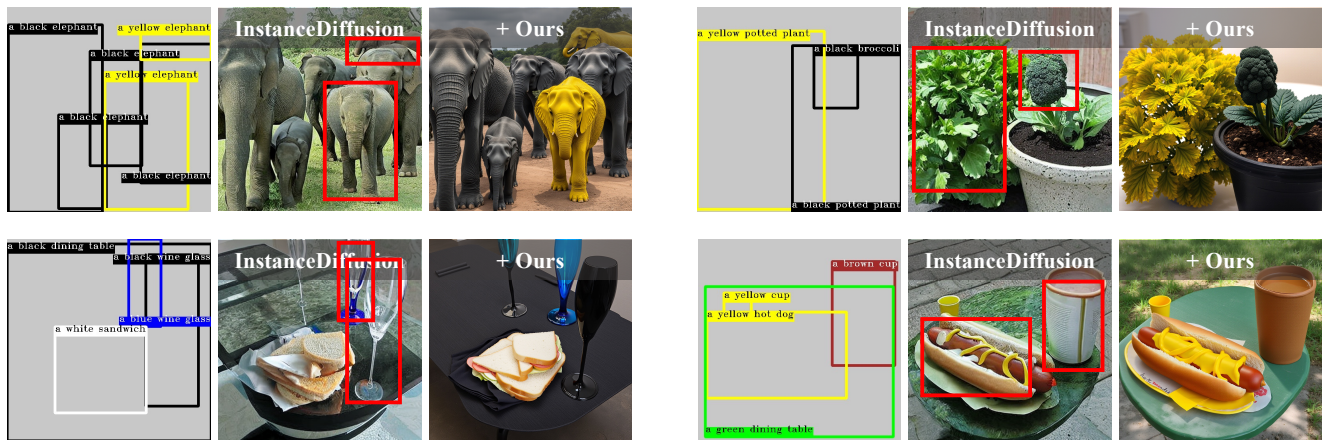 a black elephant
a yellow elephant
a black elephant
a yellow elephant
a black elephant
a black elephant
InstanceDiffusion
+ Ours
a yellow potted plant
a black broccoli
a black potted plant
InstanceDiffusion
+ Ours
a black dining table
a black wine glass
a blue wine glass
a white sandwich
InstanceDiffusion
+ Ours
a brown cup
a yellow cup
a yellow hot dog
a green dining table
InstanceDiffusion
+ Ours